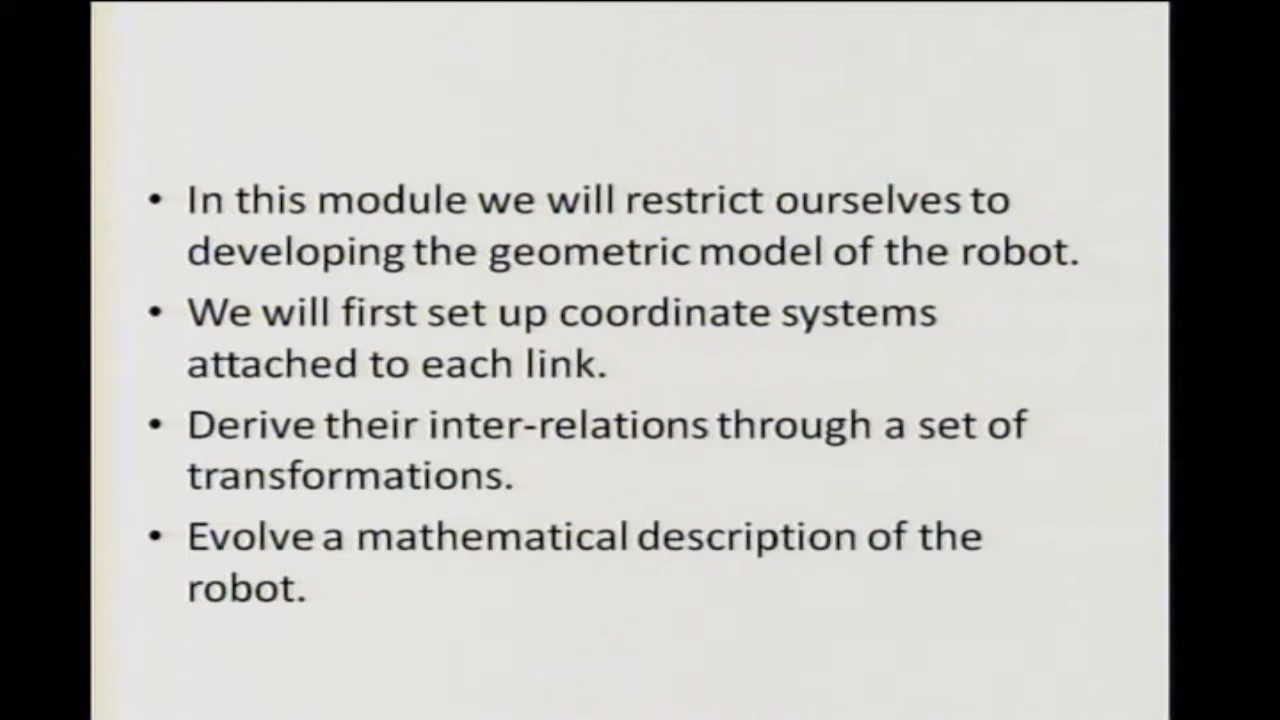 • In this module we will restrict ourselves to
developing the geometric model of the robot.
• We will first set up coordinate systems
attached to each link.
• Derive their inter-relations through a set of
transformations.
• Evolve a mathematical description of the
robot.